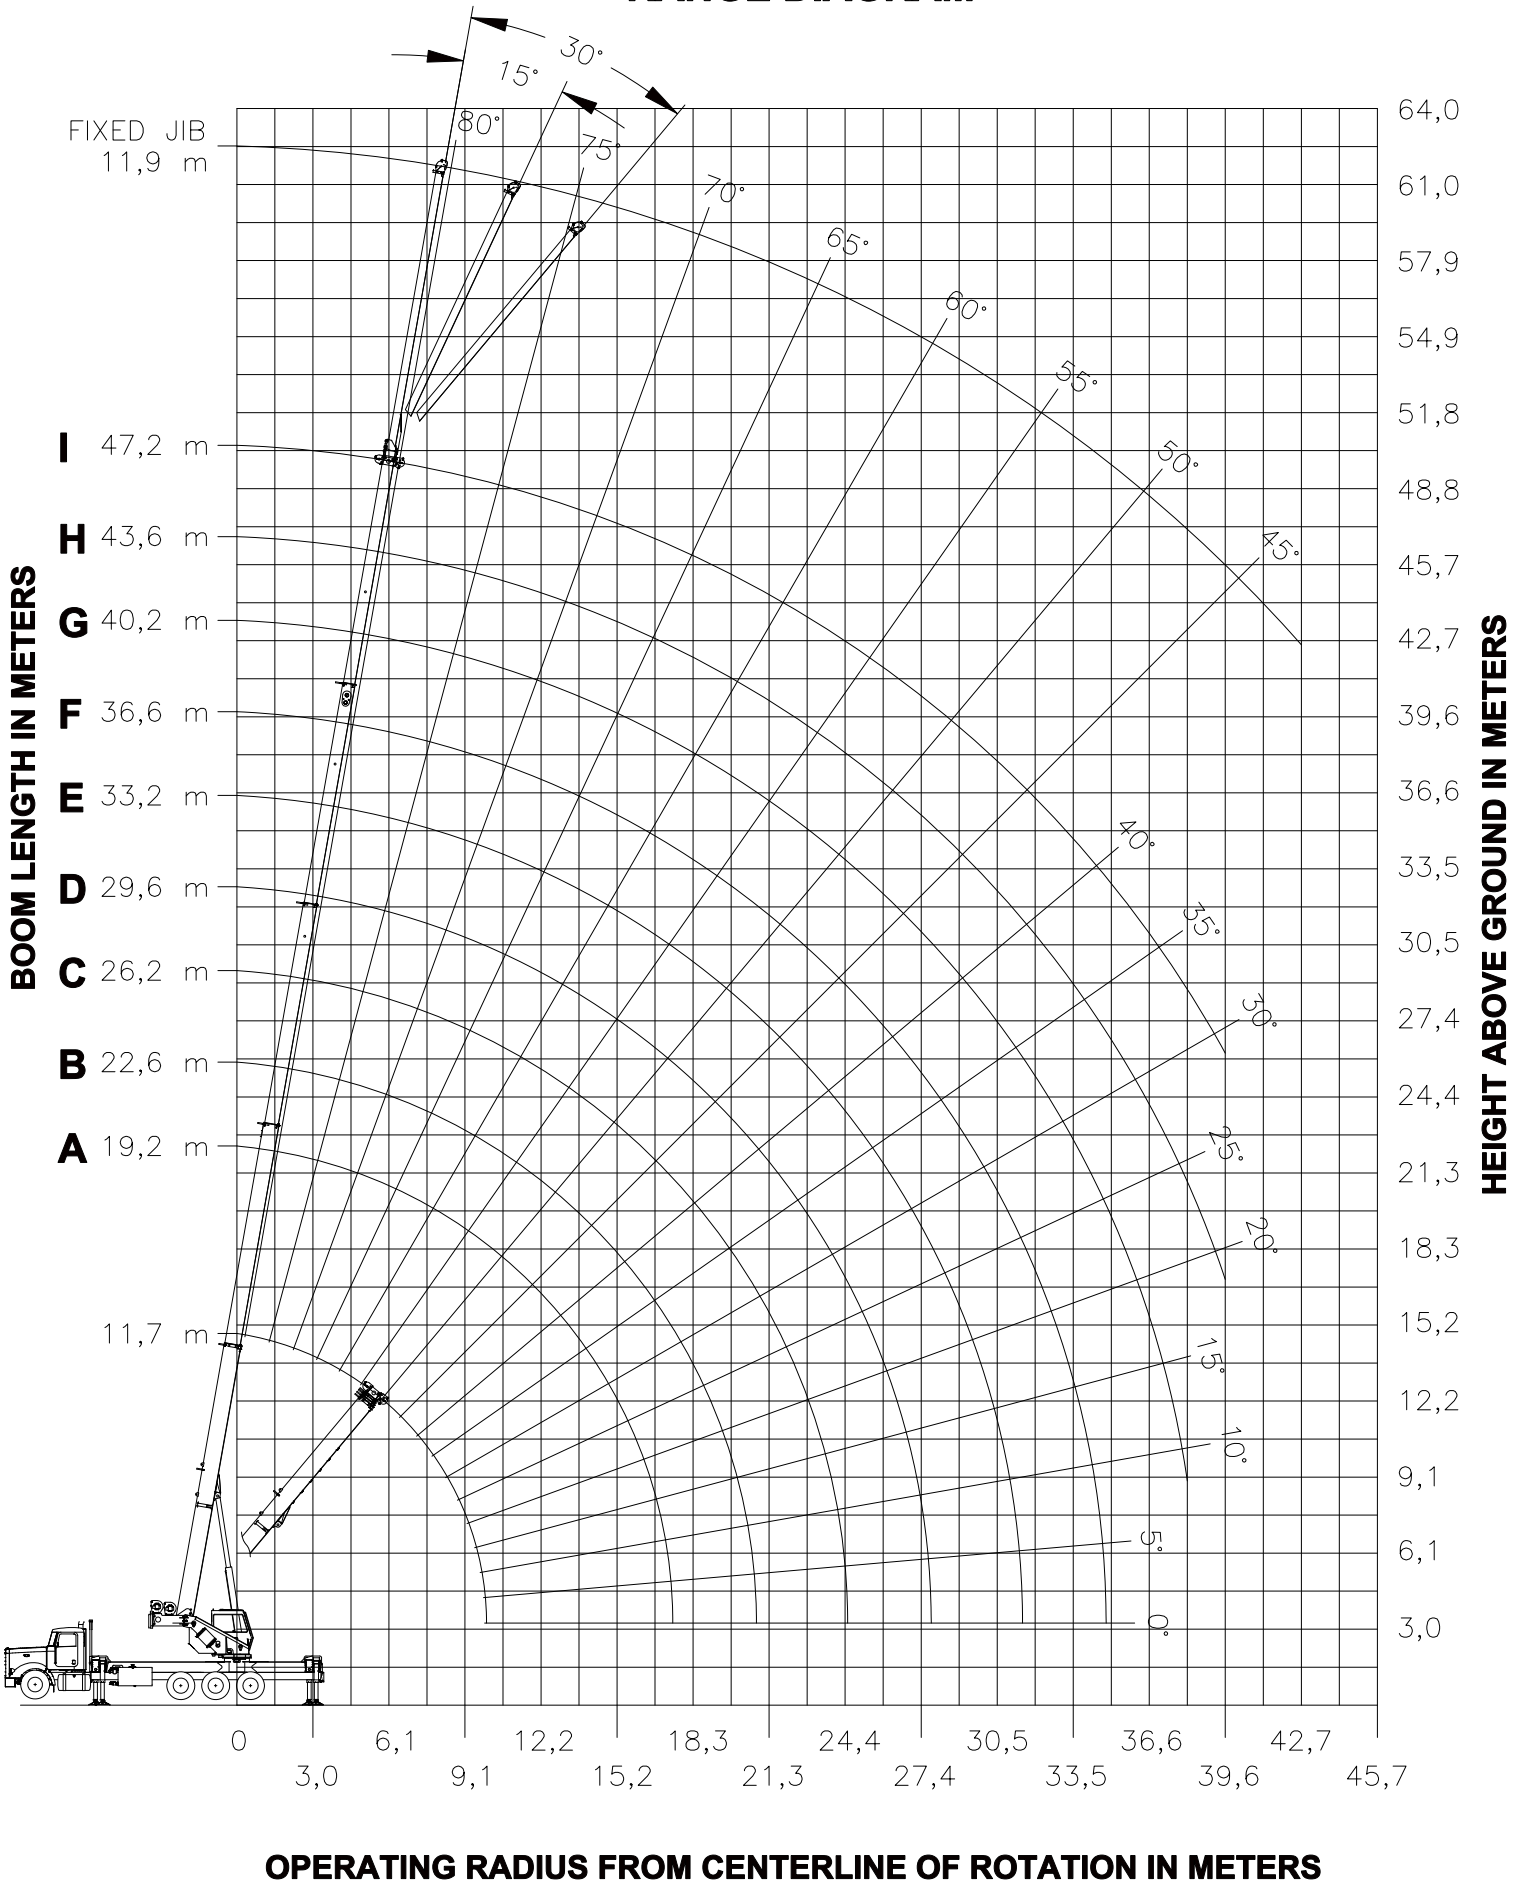 RANGE DIAGRAM
30°
15°
FIXED JIB
11,9 m
80°
75°
70°
65°
60°
55°
50°
45°
40°
35°
30°
25°
20°
15°
10°
5°
0°
I 47,2 m
H 43,6 m
G 40,2 m
F 36,6 m
E 33,2 m
D 29,6 m
C 26,2 m
B 22,6 m
A 19,2 m
11,7 m
BOOM LENGTH IN METERS
64,0
61,0
57,9
54,9
51,8
48,8
45,7
42,7
39,6
36,6
33,5
30,5
27,4
24,4
21,3
18,3
15,2
12,2
9,1
6,1
3,0
HEIGHT ABOVE GROUND IN METERS
0 6,1 12,2 18,3 24,4 30,5 36,6 42,7
3,0 9,1 15,2 21,3 27,4 33,5 39,6 45,7
OPERATING RADIUS FROM CENTERLINE OF ROTATION IN METERS